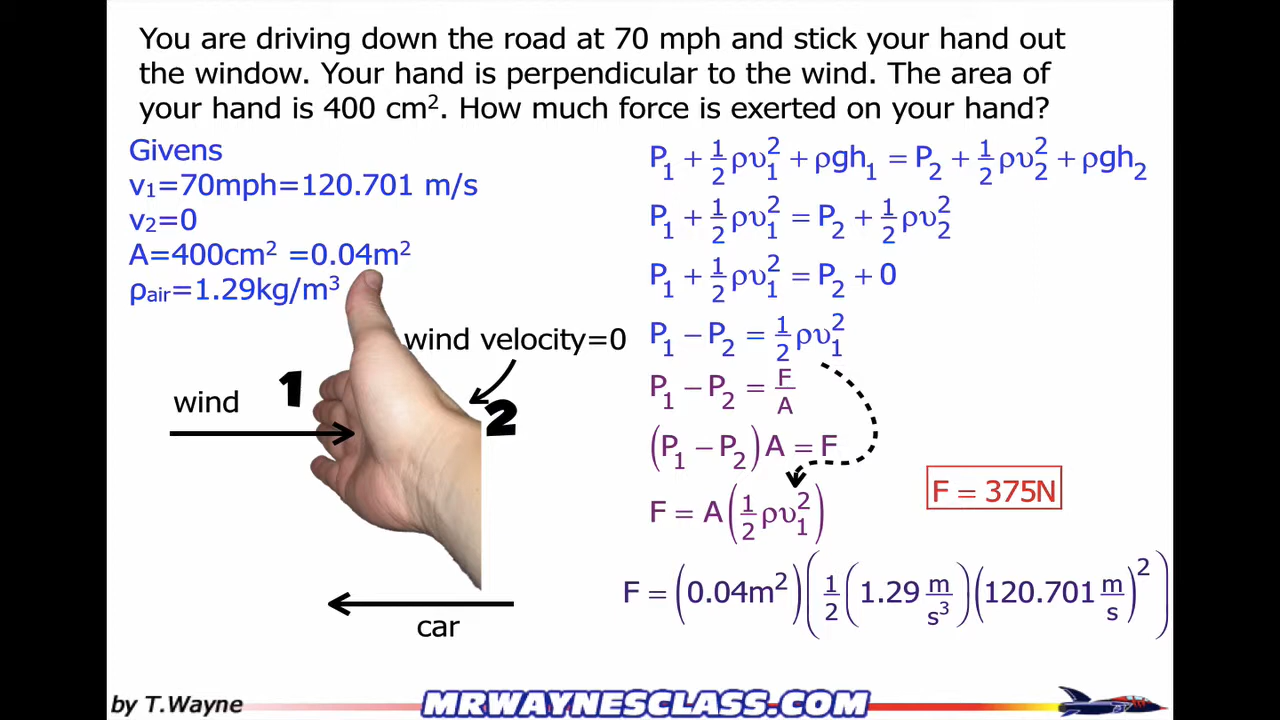 You are driving down the road at 70 mph and stick your hand out
the window. Your hand is perpendicular to the wind. The area of
your hand is 400 cm². How much force is exerted on your hand?
Givens
v₁=70mph=120.701 m/s
v₂=0
A=400cm² =0.04m²
ρair=1.29kg/m³
wind velocity=0
wind
1
2
car
P₁ + ½ρυ₁² + ρgh₁ = P₂ + ½ρυ₂² + ρgh₂
P₁ + ½ρυ₁² = P₂ + ½ρυ₂²
P₁ + ½ρυ₁² = P₂ + 0
P₁ − P₂ = ½ρυ₁²
P₁ − P₂ = F/A
(P₁ − P₂)A = F
F = A(½ρυ₁²)
F = 375N
F = (0.04m²)(½(1.29 m/s³)(120.701 m/s)²)
by T.Wayne
MRWAYNESCLASS.COM